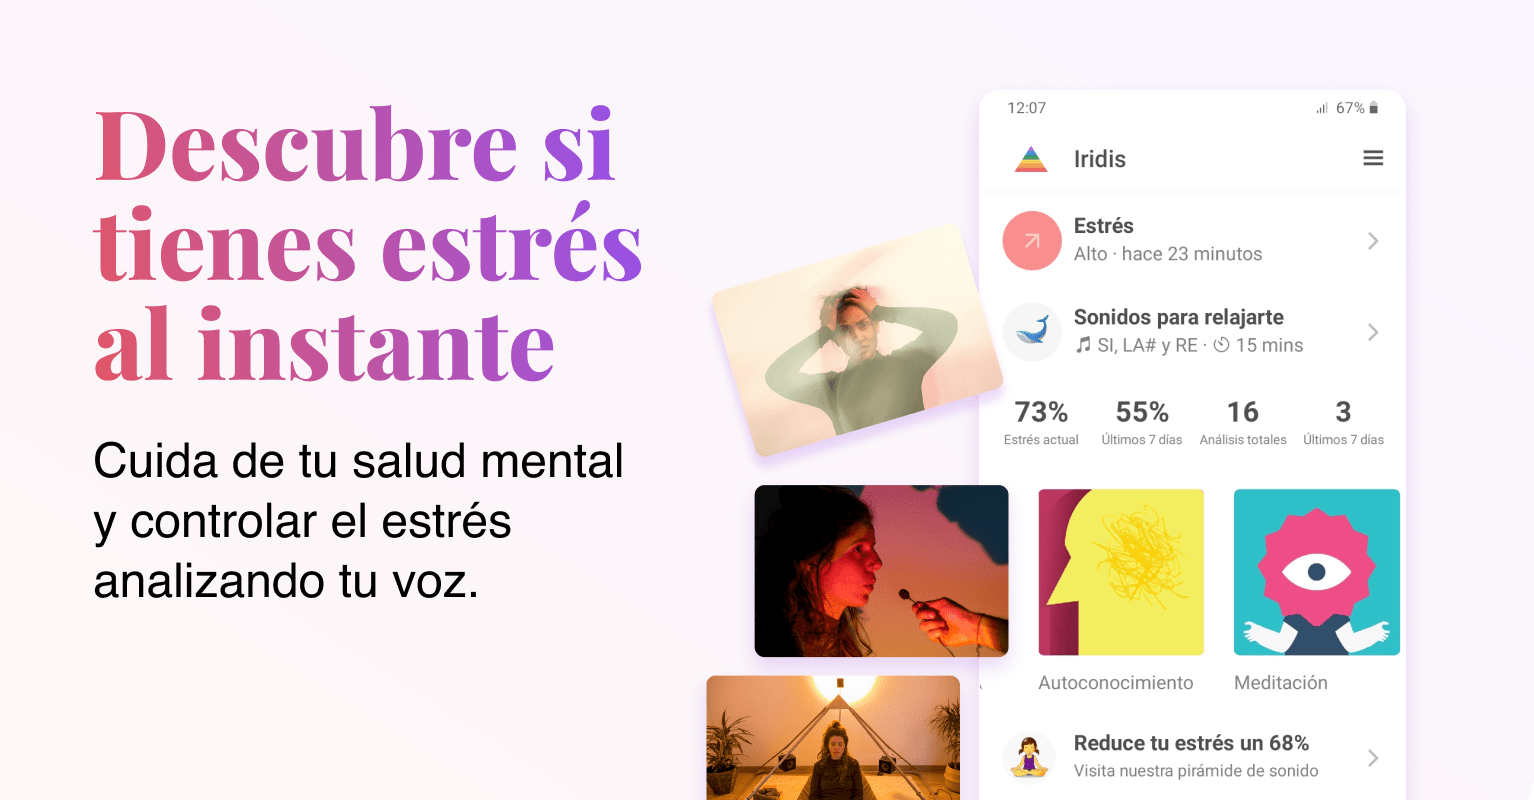 Descubre si
tienes estrés
al instante
Cuida de tu salud mental
y controlar el estrés
analizando tu voz.
12:07
67%
Iridis
Estrés
Alto · hace 23 minutos
Sonidos para relajarte
SI, LA# y RE · 15 mins
73% 55% 16 3
Estrés actual Últimos 7 días Análisis totales Últimos 7 días
Autoconocimiento Meditación
Reduce tu estrés un 68%
Visita nuestra pirámide de sonido